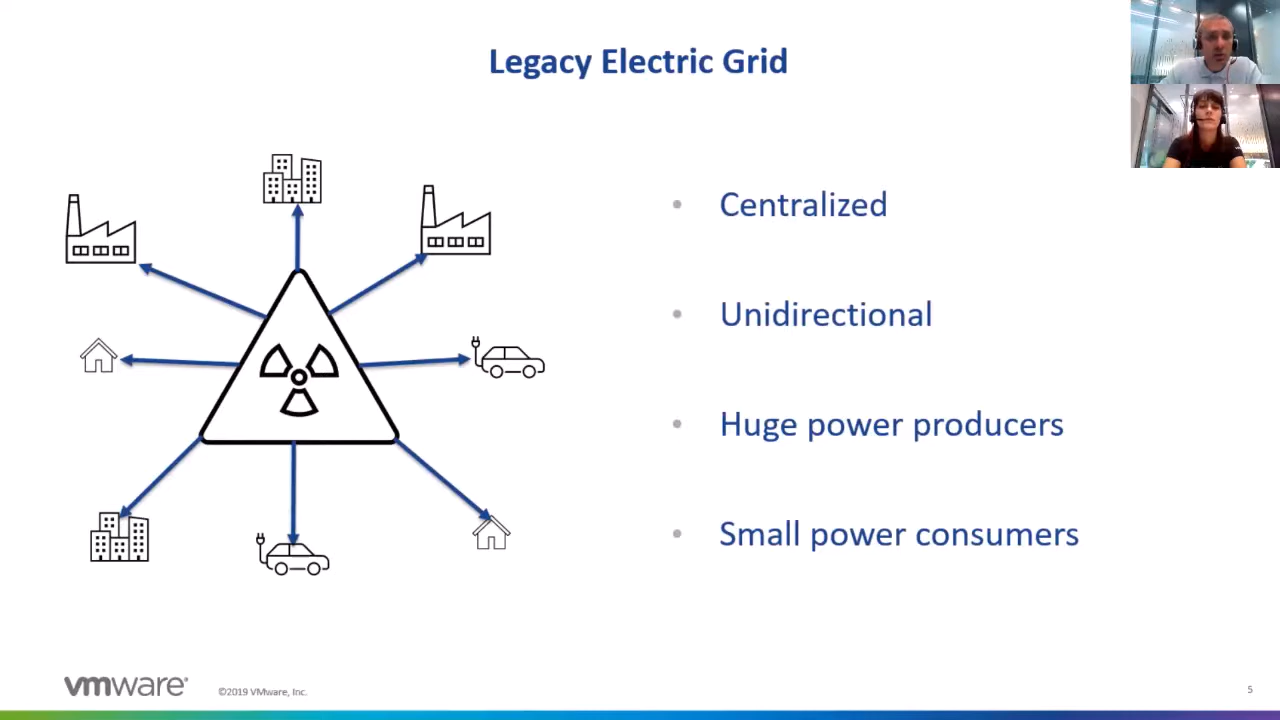 Legacy Electric Grid
• Centralized
• Unidirectional
• Huge power producers
• Small power consumers
vmware®
©2019 VMware, Inc.
5